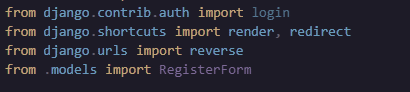 from django.contrib.auth import login
from django.shortcuts import render, redirect
from django.urls import reverse
from .models import RegisterForm